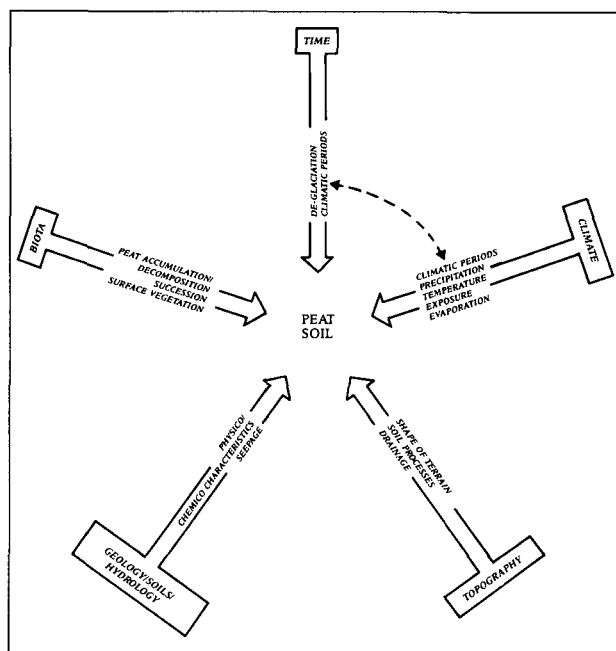 TIME
DE-GLACIATION
CLIMATIC PERIODS
BIOTA
PEAT ACCUMULATION/
DECOMPOSITION
SUCCESSION
SURFACE VEGETATION
CLIMATE
CLIMATIC PERIODS
PRECIPITATION
TEMPERATURE
EXPOSURE
EVAPORATION
PEAT
SOIL
PHYSICO/
CHEMICO CHARACTERISTICS
SEEPAGE
GEOLOGY/SOILS/
HYDROLOGY
SHAPE OF TERRAIN
SOIL PROCESSES
DRAINAGE
TOPOGRAPHY